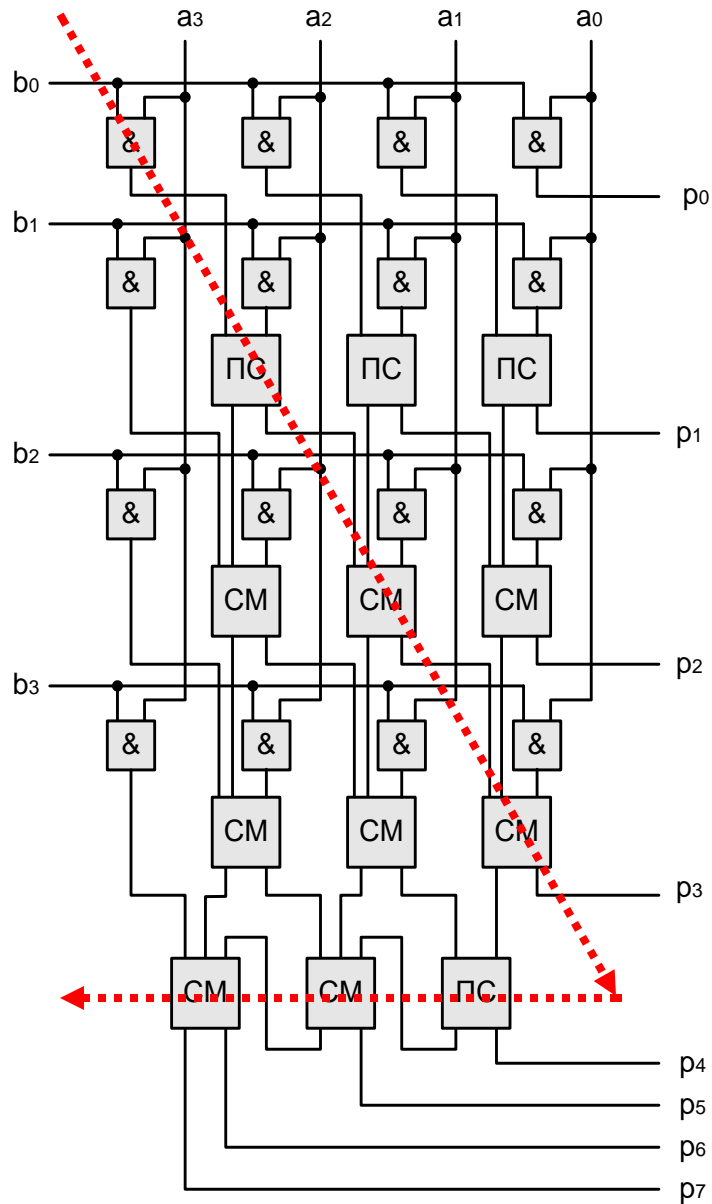 a3 a2 a1 a0
b0
& & & &
p0
b1
& & & &
ПС ПС ПС
p1
b2
& & & &
СМ СМ СМ
p2
b3
& & & &
СМ СМ СМ
p3
СМ СМ ПС
p4
p5
p6
p7